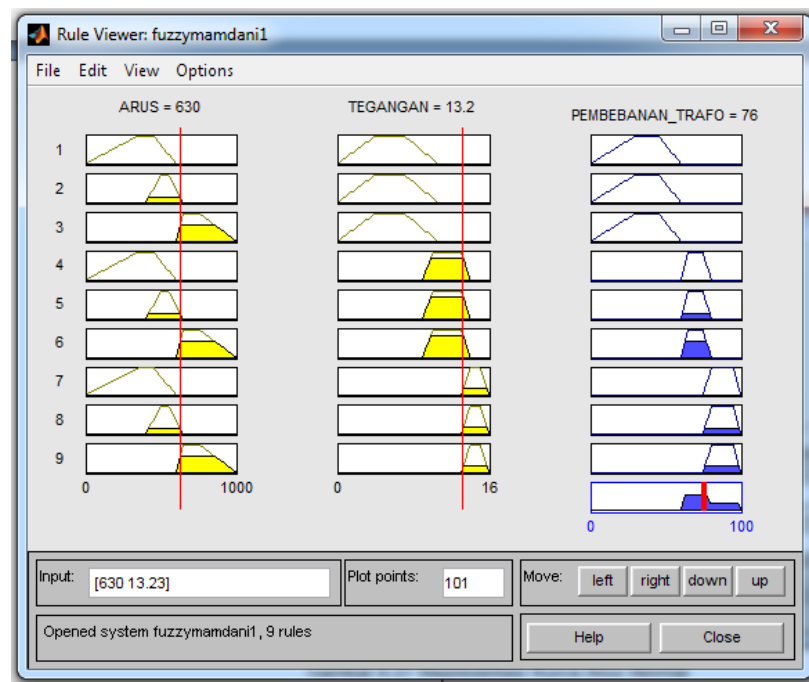 Rule Viewer: fuzzymamdani1
File Edit View Options
ARUS = 630
TEGANGAN = 13.2
PEMBEBANAN_TRAFO = 76
1
2
3
4
5
6
7
8
9
0 1000
0 16
0 100
Input: [630 13.23]
Plot points: 101
Move: left right down up
Opened system fuzzymamdani1, 9 rules
Help Close